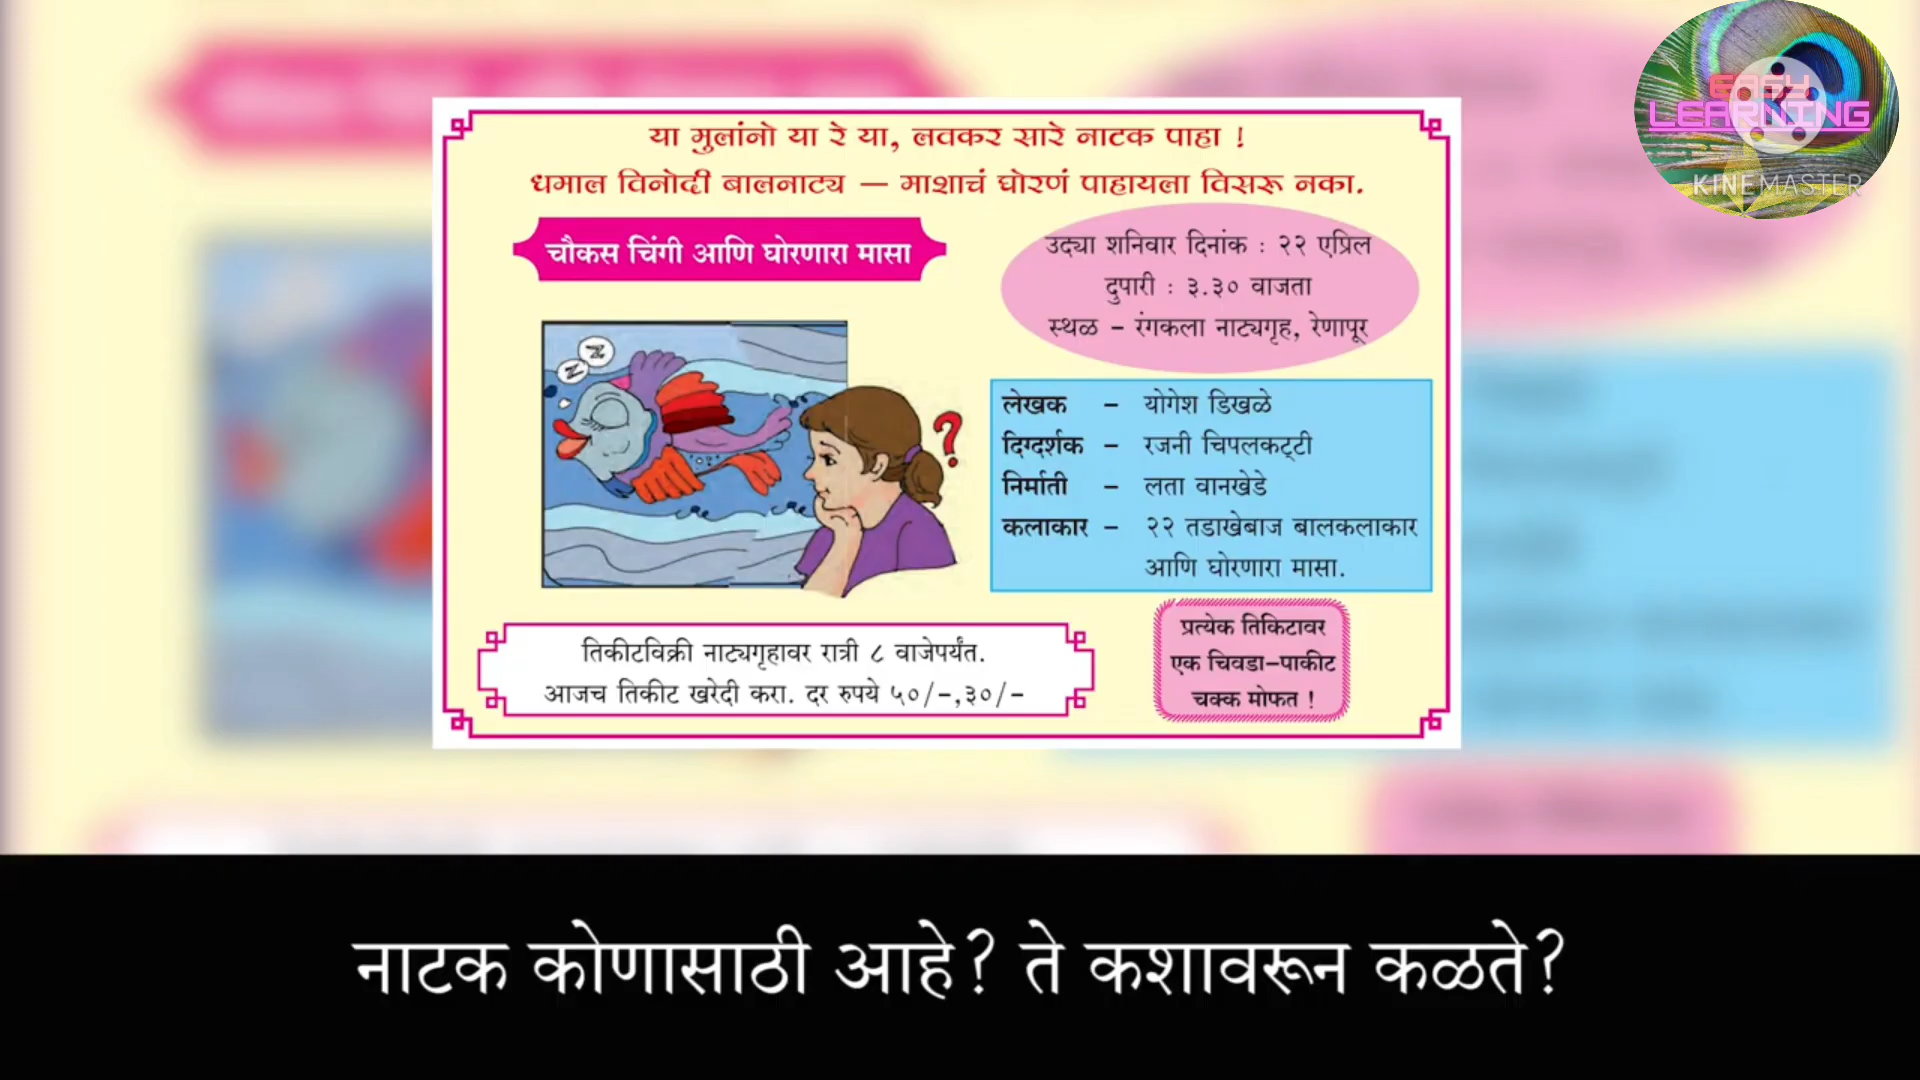 या मुलांनो या रे या, लवकर सारे नाटक पाहा !
धमाल विनोदी बालनाट्य — माशाचं घोरणं पाहायला विसरू नका.
चौकस चिंगी आणि घोरणारा मासा
उद्या शनिवार दिनांक : २२ एप्रिल
दुपारी : ३.३० वाजता
स्थळ - रंगकला नाट्यगृह, रेणापूर
z
z
?
लेखक - योगेश डिखळे
दिग्दर्शक - रजनी चिपलकट्टी
निर्माती - लता वानखेडे
कलाकार - २२ तडाखेबाज बालकलाकार
आणि घोरणारा मासा.
तिकीटविक्री नाट्यगृहावर रात्री ८ वाजेपर्यंत.
आजच तिकीट खरेदी करा. दर रुपये ५०/-,३०/-
प्रत्येक तिकिटावर
एक चिवडा-पाकीट
चक्क मोफत !
EASY
LEARNING
KINEMASTER
नाटक कोणासाठी आहे? ते कशावरून कळते?